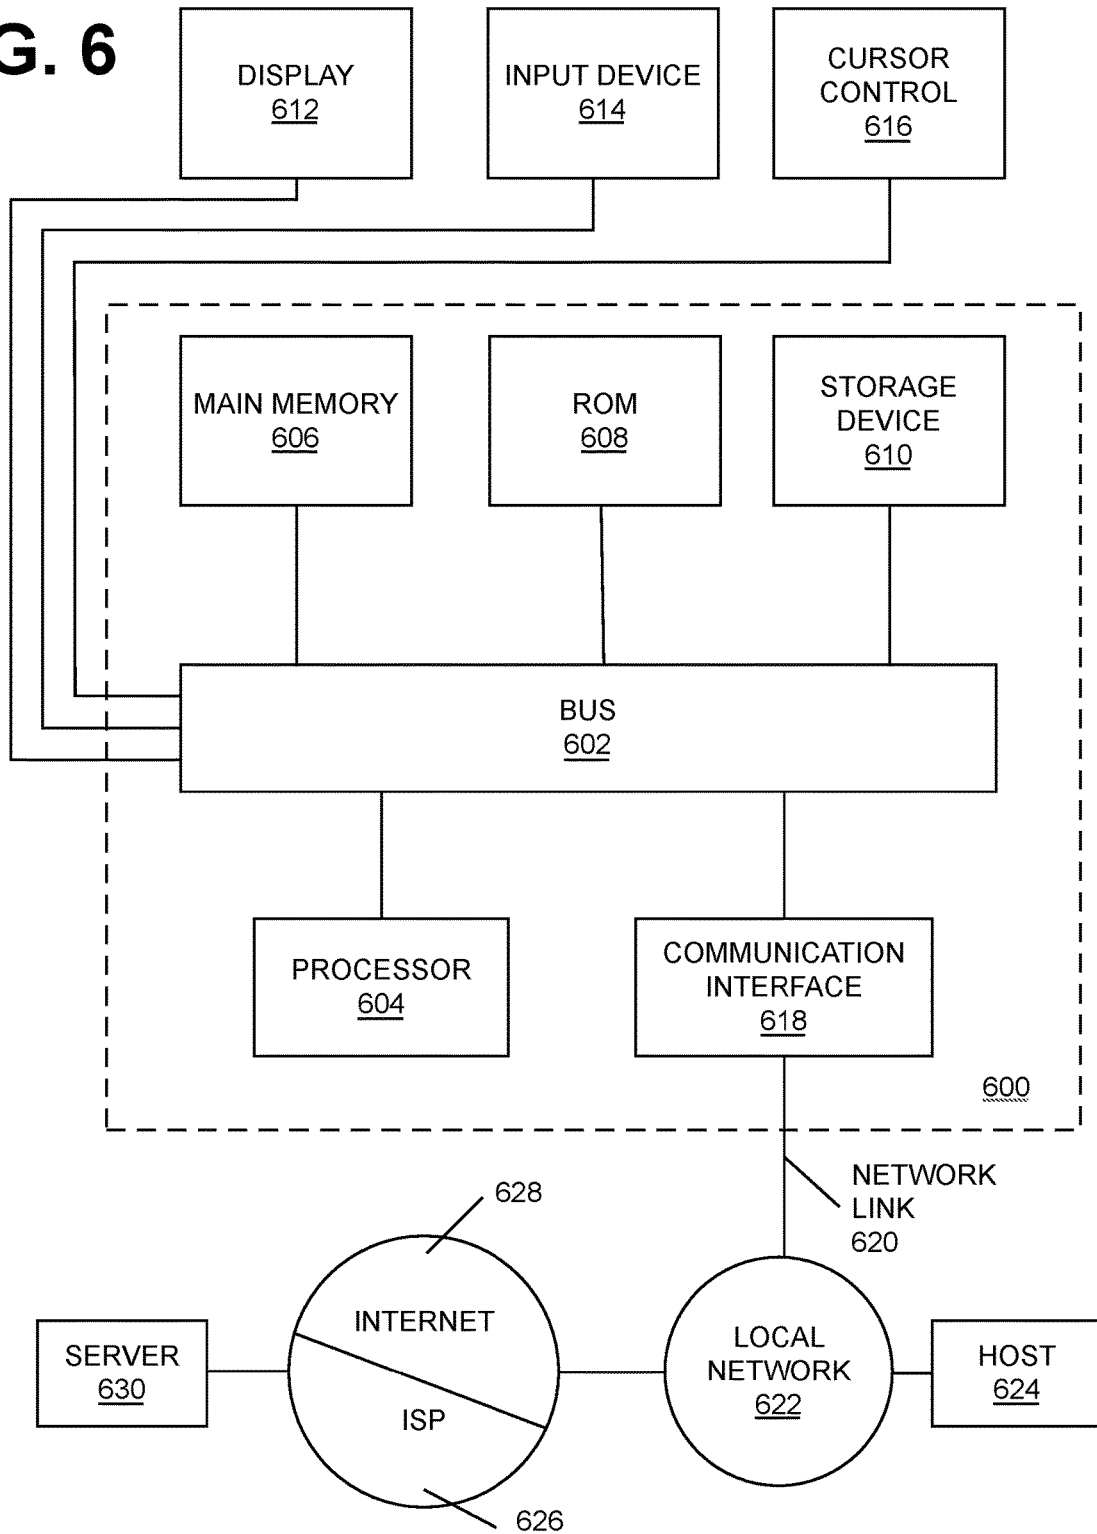 G. 6
DISPLAY
612
INPUT DEVICE
614
CURSOR
CONTROL
616
MAIN MEMORY
606
ROM
608
STORAGE
DEVICE
610
BUS
602
PROCESSOR
604
COMMUNICATION
INTERFACE
618
600
NETWORK
LINK
620
628
INTERNET
ISP
626
SERVER
630
LOCAL
NETWORK
622
HOST
624